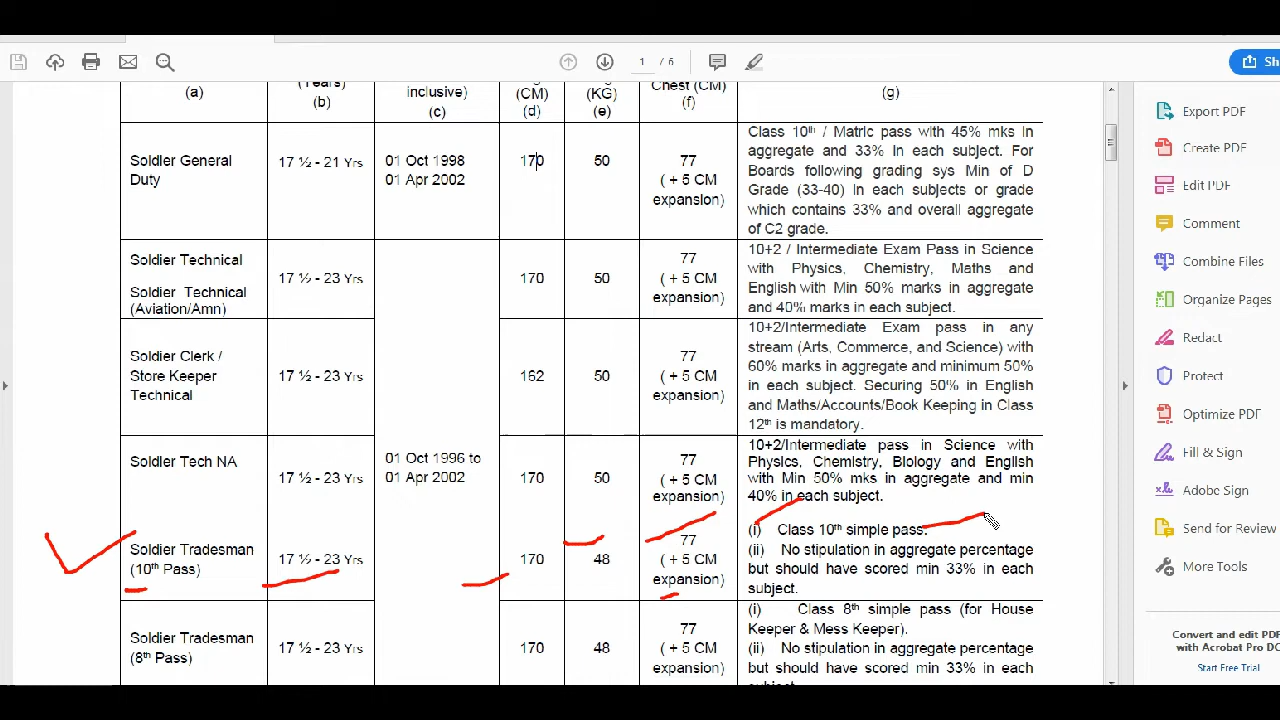 1 / 6
Sh
(a)
(Years)
(b)
inclusive)
(c)
(CM)
(d)
(KG)
(e)
Chest (CM)
(f)
(g)
Soldier General
Duty
17 ½ - 21 Yrs
01 Oct 1998
01 Apr 2002
170
50
77
( + 5 CM
expansion)
Class 10th / Matric pass with 45% mks in
aggregate and 33% in each subject. For
Boards following grading sys Min of D
Grade (33-40) in each subjects or grade
which contains 33% and overall aggregate
of C2 grade.
Soldier Technical
Soldier Technical
(Aviation/Amn)
17 ½ - 23 Yrs
170
50
77
( + 5 CM
expansion)
10+2 / Intermediate Exam Pass in Science
with Physics, Chemistry, Maths and
English with Min 50% marks in aggregate
and 40% marks in each subject.
Soldier Clerk /
Store Keeper
Technical
17 ½ - 23 Yrs
162
50
77
( + 5 CM
expansion)
10+2/Intermediate Exam pass in any
stream (Arts, Commerce, and Science) with
60% marks in aggregate and minimum 50%
in each subject. Securing 50% in English
and Maths/Accounts/Book Keeping in Class
12th is mandatory.
Soldier Tech NA
17 ½ - 23 Yrs
01 Oct 1996 to
01 Apr 2002
170
50
77
( + 5 CM
expansion)
10+2/Intermediate pass in Science with
Physics, Chemistry, Biology and English
with Min 50% mks in aggregate and min
40% in each subject.
Soldier Tradesman
(10th Pass)
17 ½ - 23 Yrs
170
48
77
( + 5 CM
expansion)
(i) Class 10th simple pass.
(ii) No stipulation in aggregate percentage
but should have scored min 33% in each
subject.
Soldier Tradesman
(8th Pass)
17 ½ - 23 Yrs
170
48
77
( + 5 CM
expansion)
(i) Class 8th simple pass (for House
Keeper & Mess Keeper).
(ii) No stipulation in aggregate percentage
but should have scored min 33% in each
subject.
Export PDF
Create PDF
Edit PDF
Comment
Combine Files
Organize Pages
Redact
Protect
Optimize PDF
Fill & Sign
Adobe Sign
Send for Review
More Tools
Convert and edit PDF
with Acrobat Pro DC
Start Free Trial